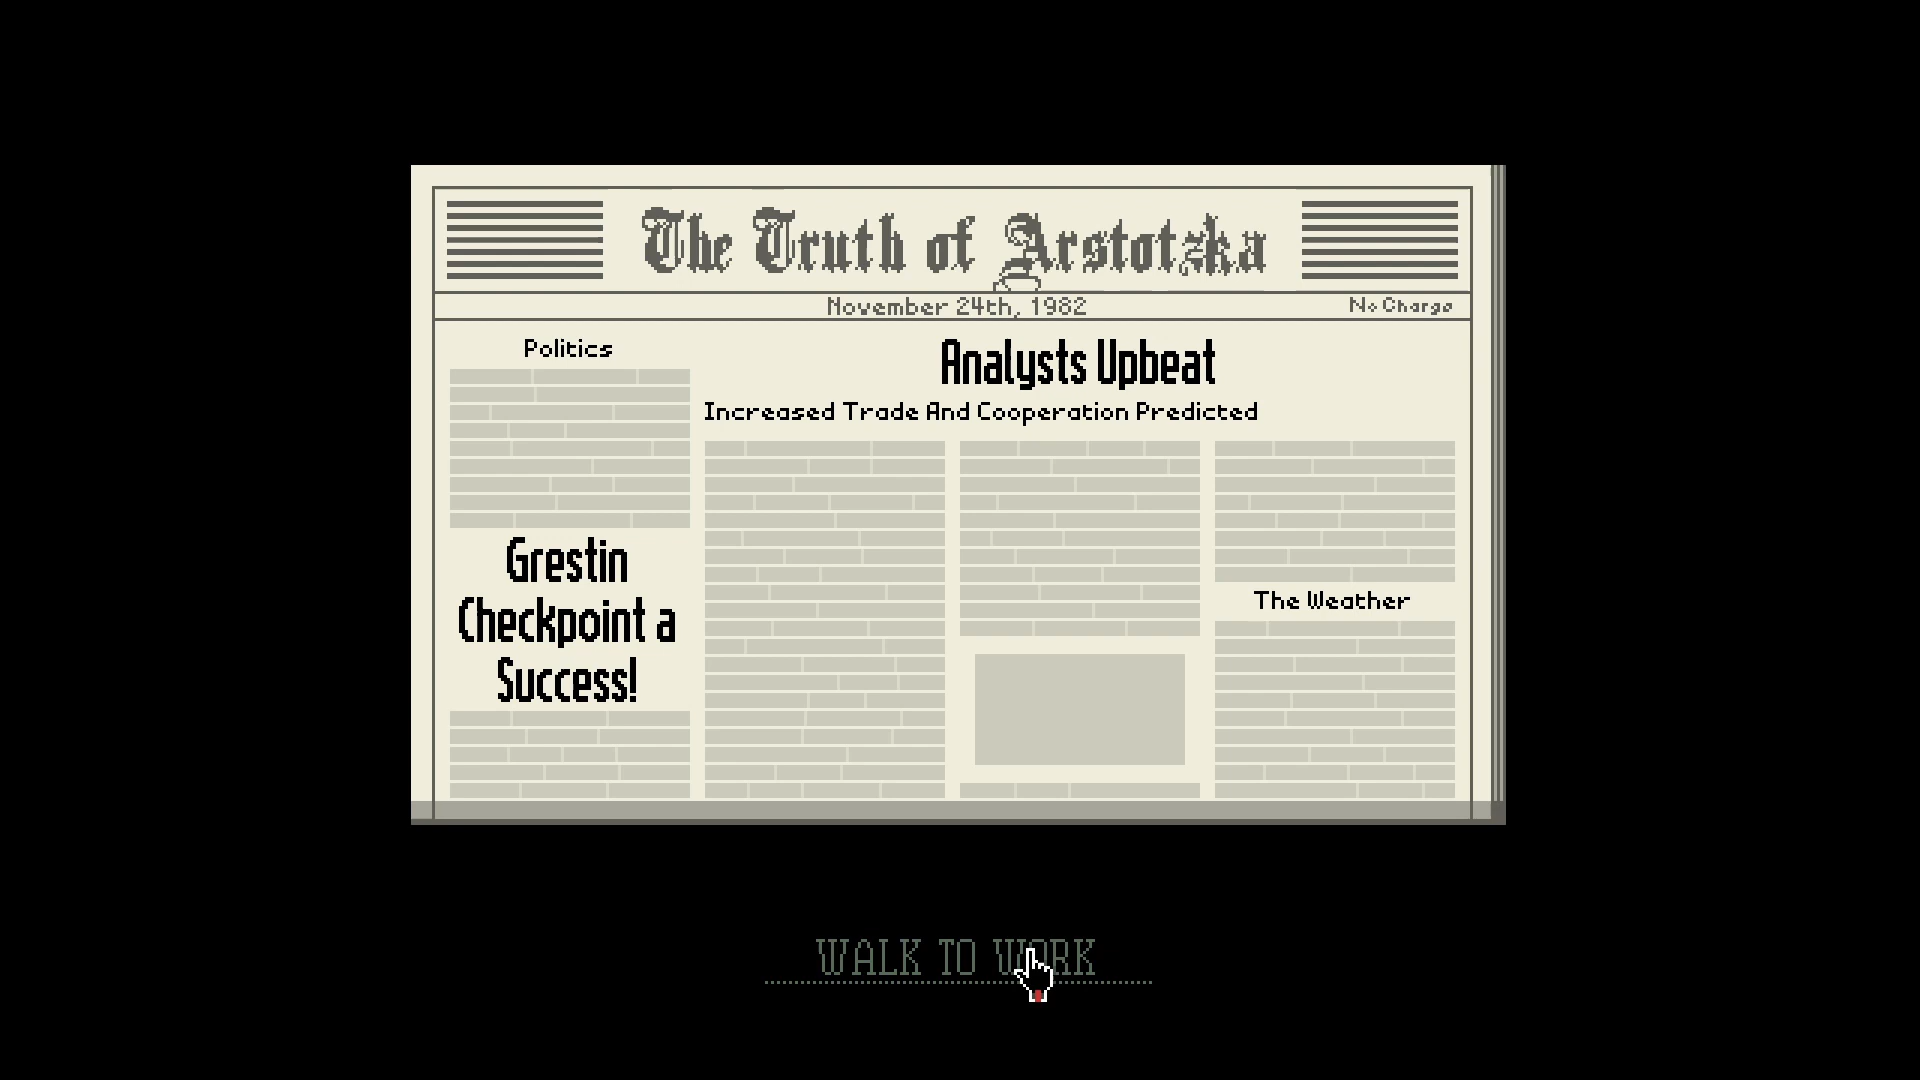 The Truth of Arstotzka
November 24th, 1982
No Charge
Politics
Grestin
Checkpoint a
Success!
Analysts Upbeat
Increased Trade And Cooperation Predicted
The Weather
WALK TO WORK